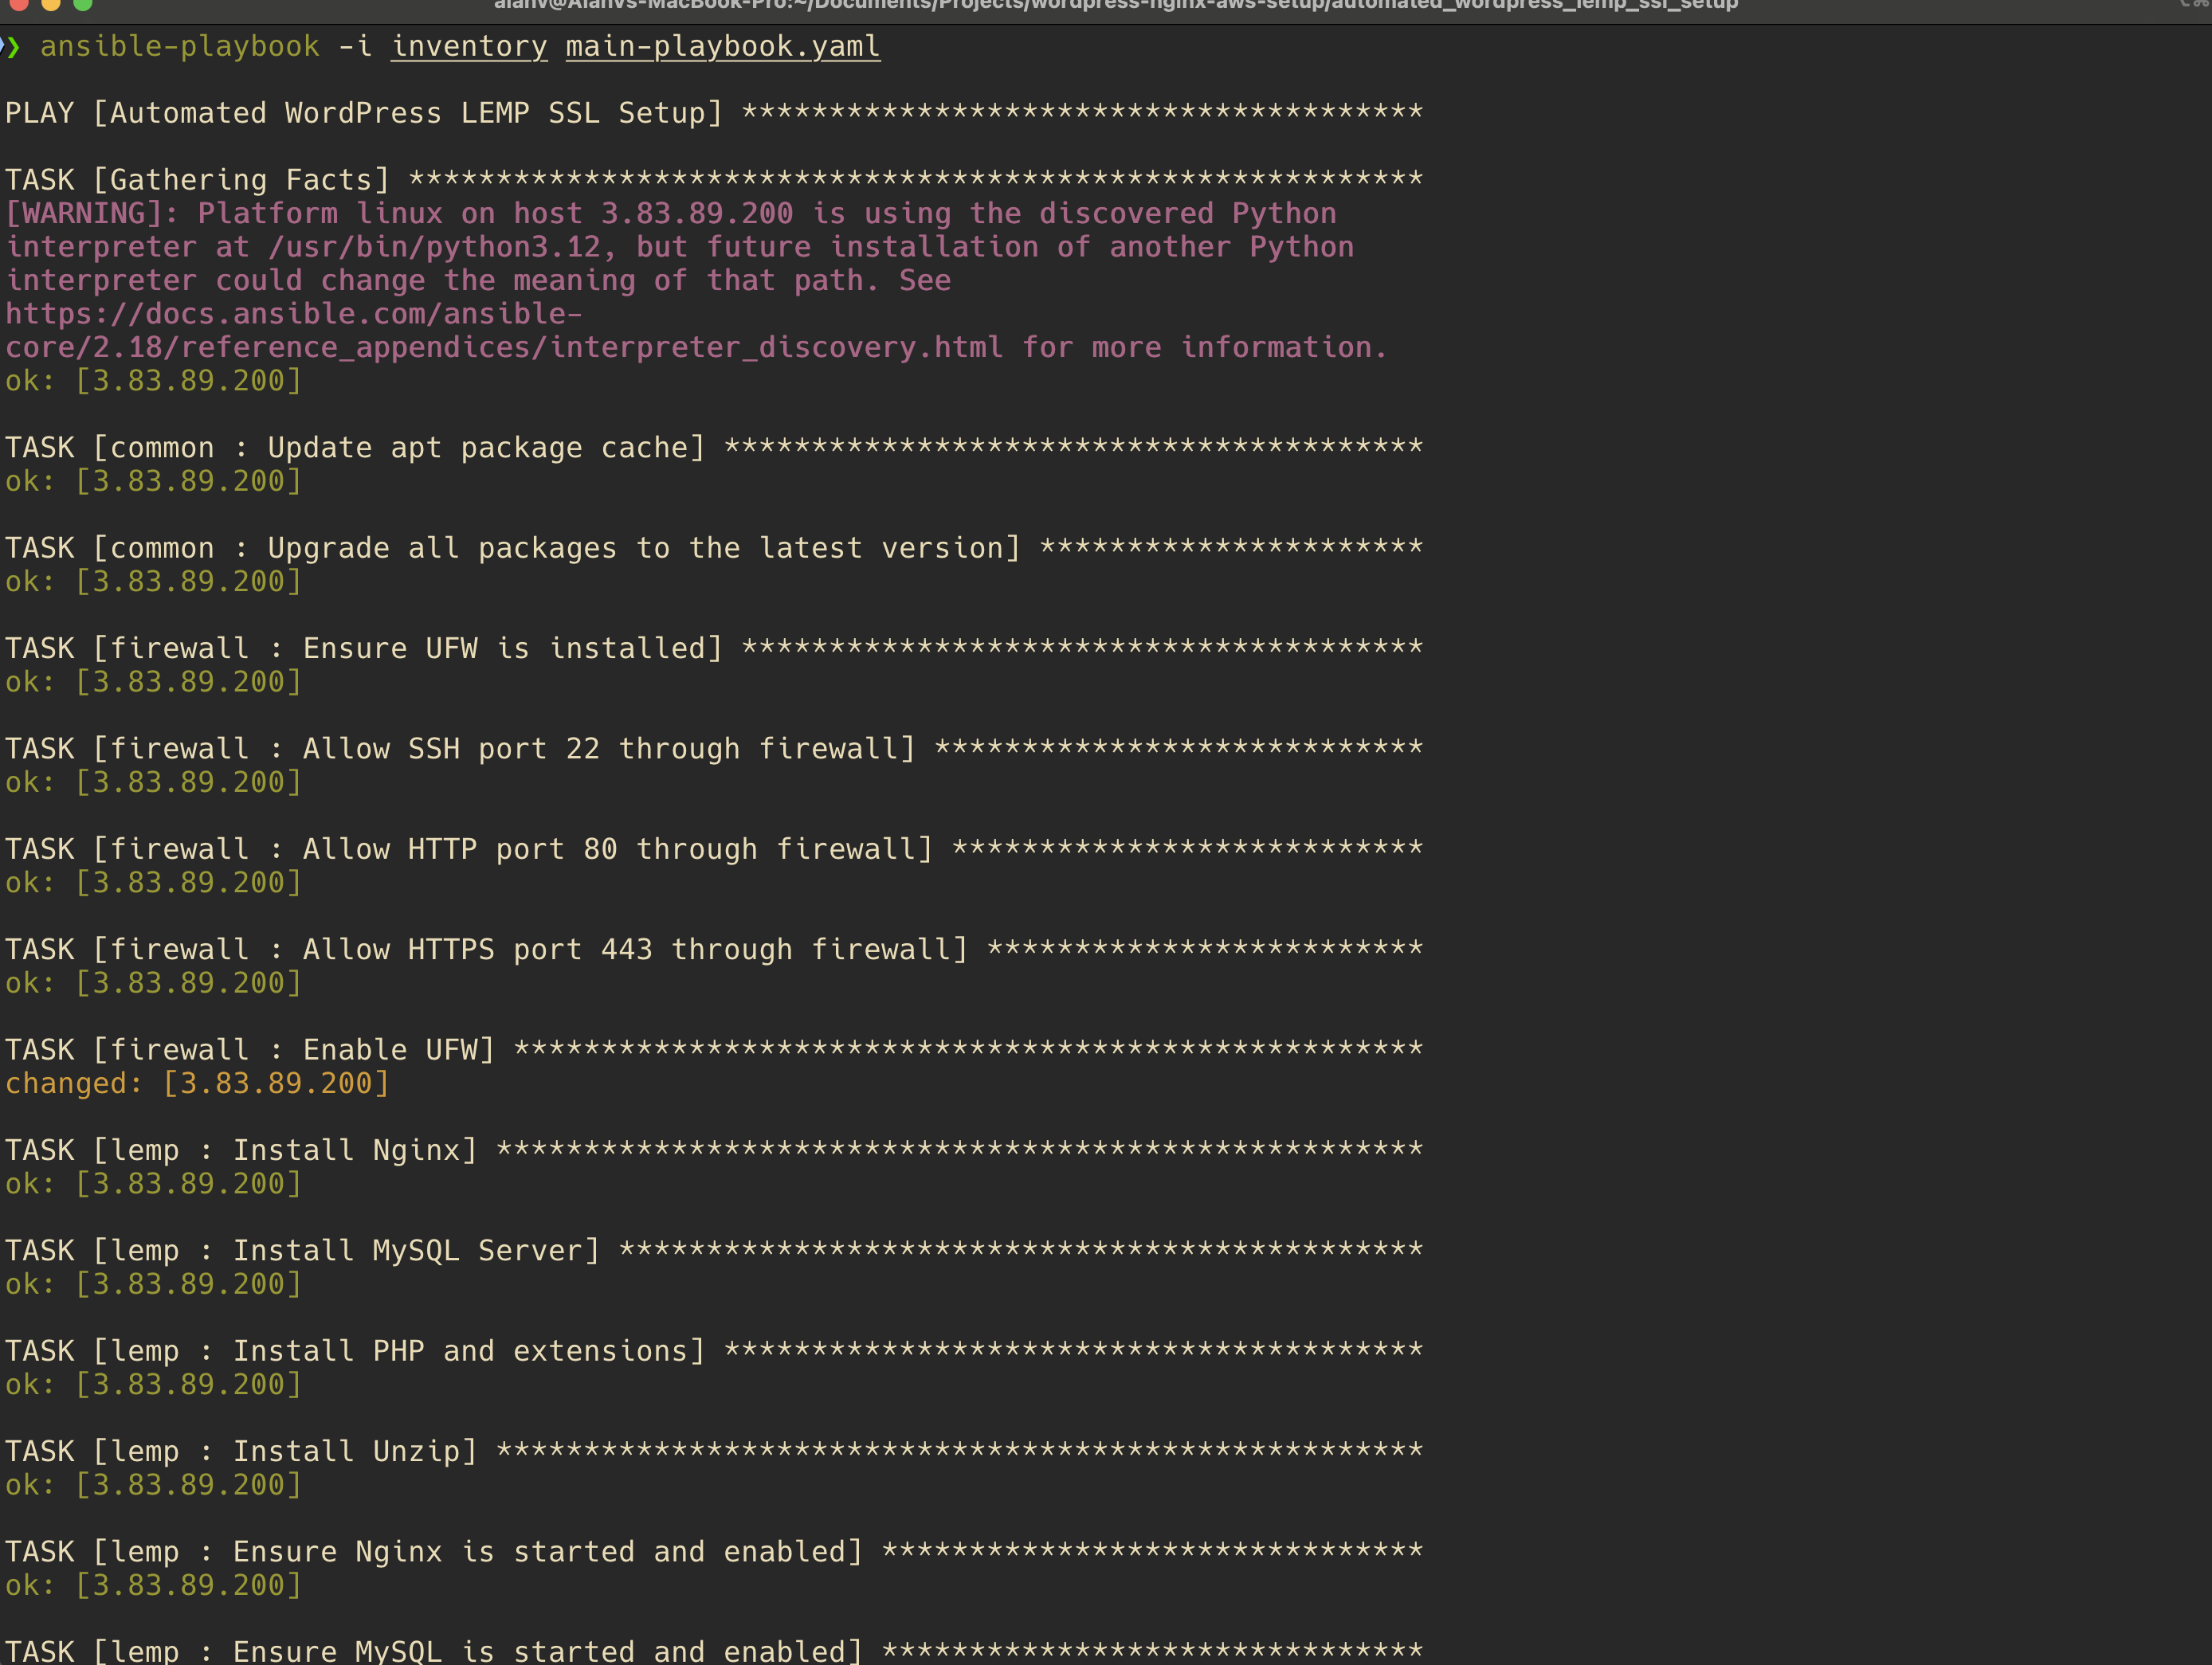 alanv@AlanVs-MacBook-Pro:~/Documents/Projects/wordpress-nginx-aws-setup/automated_wordpress_lemp_ssl_setup
❯ ansible-playbook -i inventory main-playbook.yaml
PLAY [Automated WordPress LEMP SSL Setup] ***************************************
TASK [Gathering Facts] **********************************************************
[WARNING]: Platform linux on host 3.83.89.200 is using the discovered Python
interpreter at /usr/bin/python3.12, but future installation of another Python
interpreter could change the meaning of that path. See
https://docs.ansible.com/ansible-
core/2.18/reference_appendices/interpreter_discovery.html for more information.
ok: [3.83.89.200]
TASK [common : Update apt package cache] ****************************************
ok: [3.83.89.200]
TASK [common : Upgrade all packages to the latest version] **********************
ok: [3.83.89.200]
TASK [firewall : Ensure UFW is installed] ***************************************
ok: [3.83.89.200]
TASK [firewall : Allow SSH port 22 through firewall] ****************************
ok: [3.83.89.200]
TASK [firewall : Allow HTTP port 80 through firewall] ***************************
ok: [3.83.89.200]
TASK [firewall : Allow HTTPS port 443 through firewall] *************************
ok: [3.83.89.200]
TASK [firewall : Enable UFW] ****************************************************
changed: [3.83.89.200]
TASK [lemp : Install Nginx] *****************************************************
ok: [3.83.89.200]
TASK [lemp : Install MySQL Server] **********************************************
ok: [3.83.89.200]
TASK [lemp : Install PHP and extensions] ****************************************
ok: [3.83.89.200]
TASK [lemp : Install Unzip] *****************************************************
ok: [3.83.89.200]
TASK [lemp : Ensure Nginx is started and enabled] *******************************
ok: [3.83.89.200]
TASK [lemp : Ensure MySQL is started and enabled] *******************************